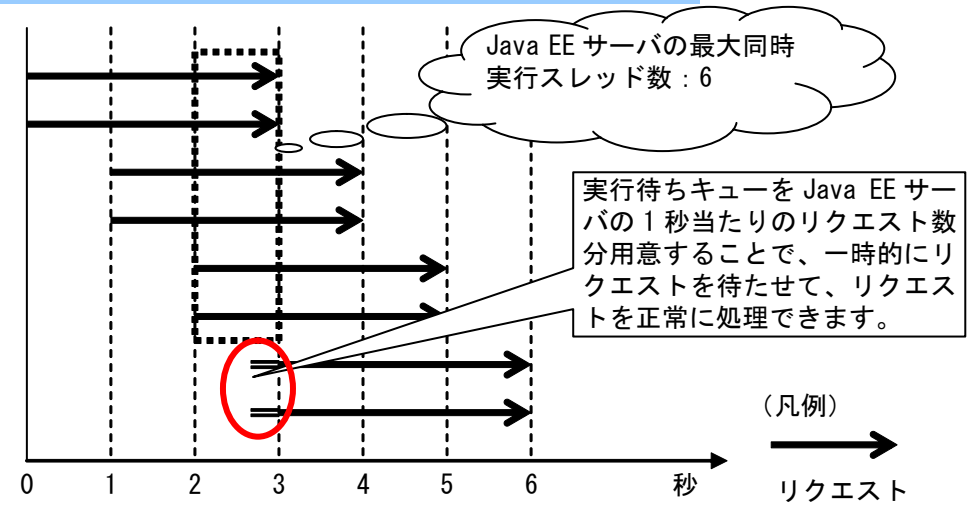 Java EE サーバの最大同時
実行スレッド数：6
実行待ちキューを Java EE サー
バの1秒当たりのリクエスト数
分用意することで、一時的にリ
クエストを待たせて、リクエス
トを正常に処理できます。
（凡例）
リクエスト
0 1 2 3 4 5 6 秒